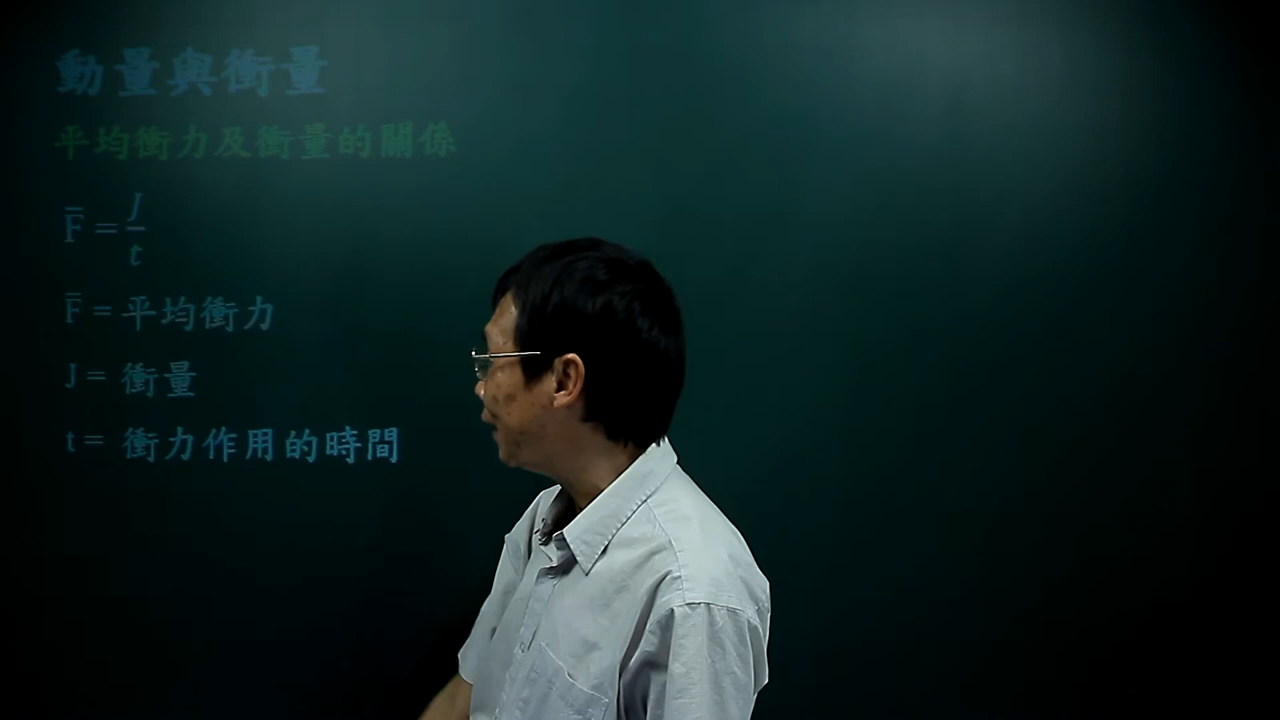 動量與衝量
平均衝力及衝量的關係
F̄ = J/t
F̄ = 平均衝力
J = 衝量
t = 衝力作用的時間